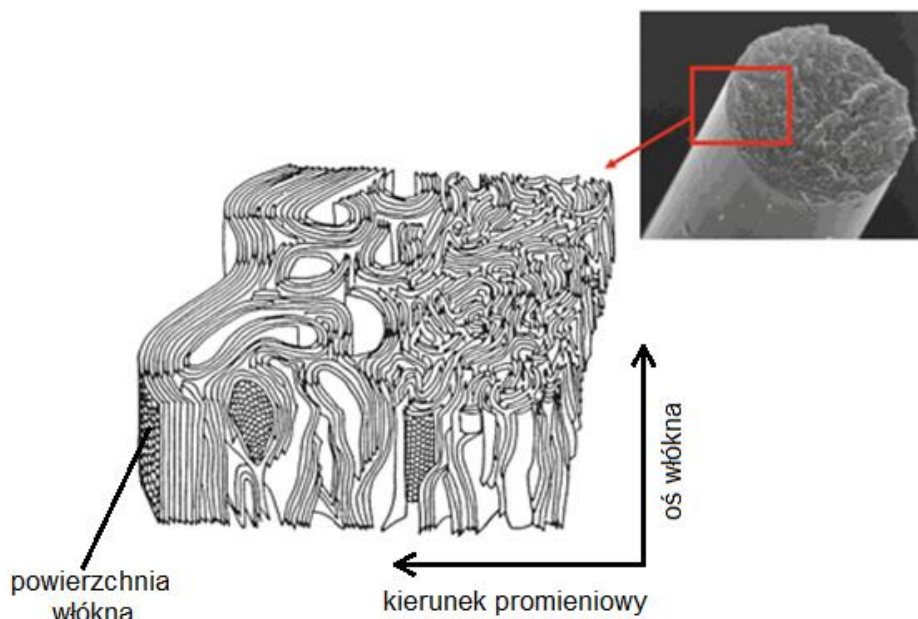 oś włókna
powierzchnia
włókna
kierunek promieniowy